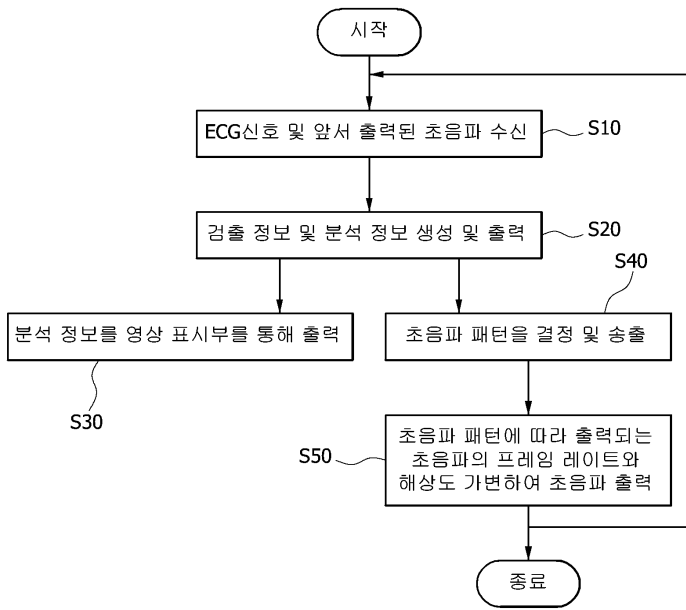 시작
ECG신호 및 앞서 출력된 초음파 수신
S10
검출 정보 및 분석 정보 생성 및 출력
S20
S40
분석 정보를 영상 표시부를 통해 출력
초음파 패턴을 결정 및 송출
S30
초음파 패턴에 따라 출력되는
초음파의 프레임 레이트와
해상도 가변하여 초음파 출력
S50
종료